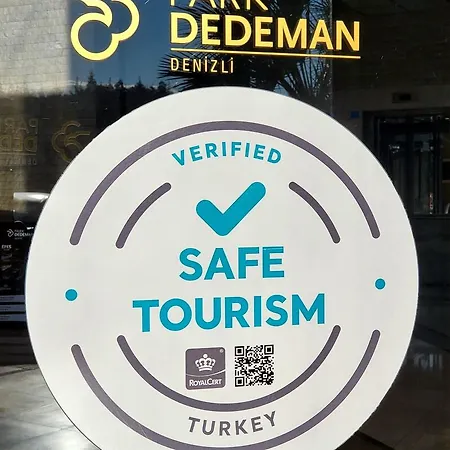 PARK
DEDEMAN
DENİZLİ
VERIFIED
SAFE
TOURISM
ROYALCERT
TURKEY